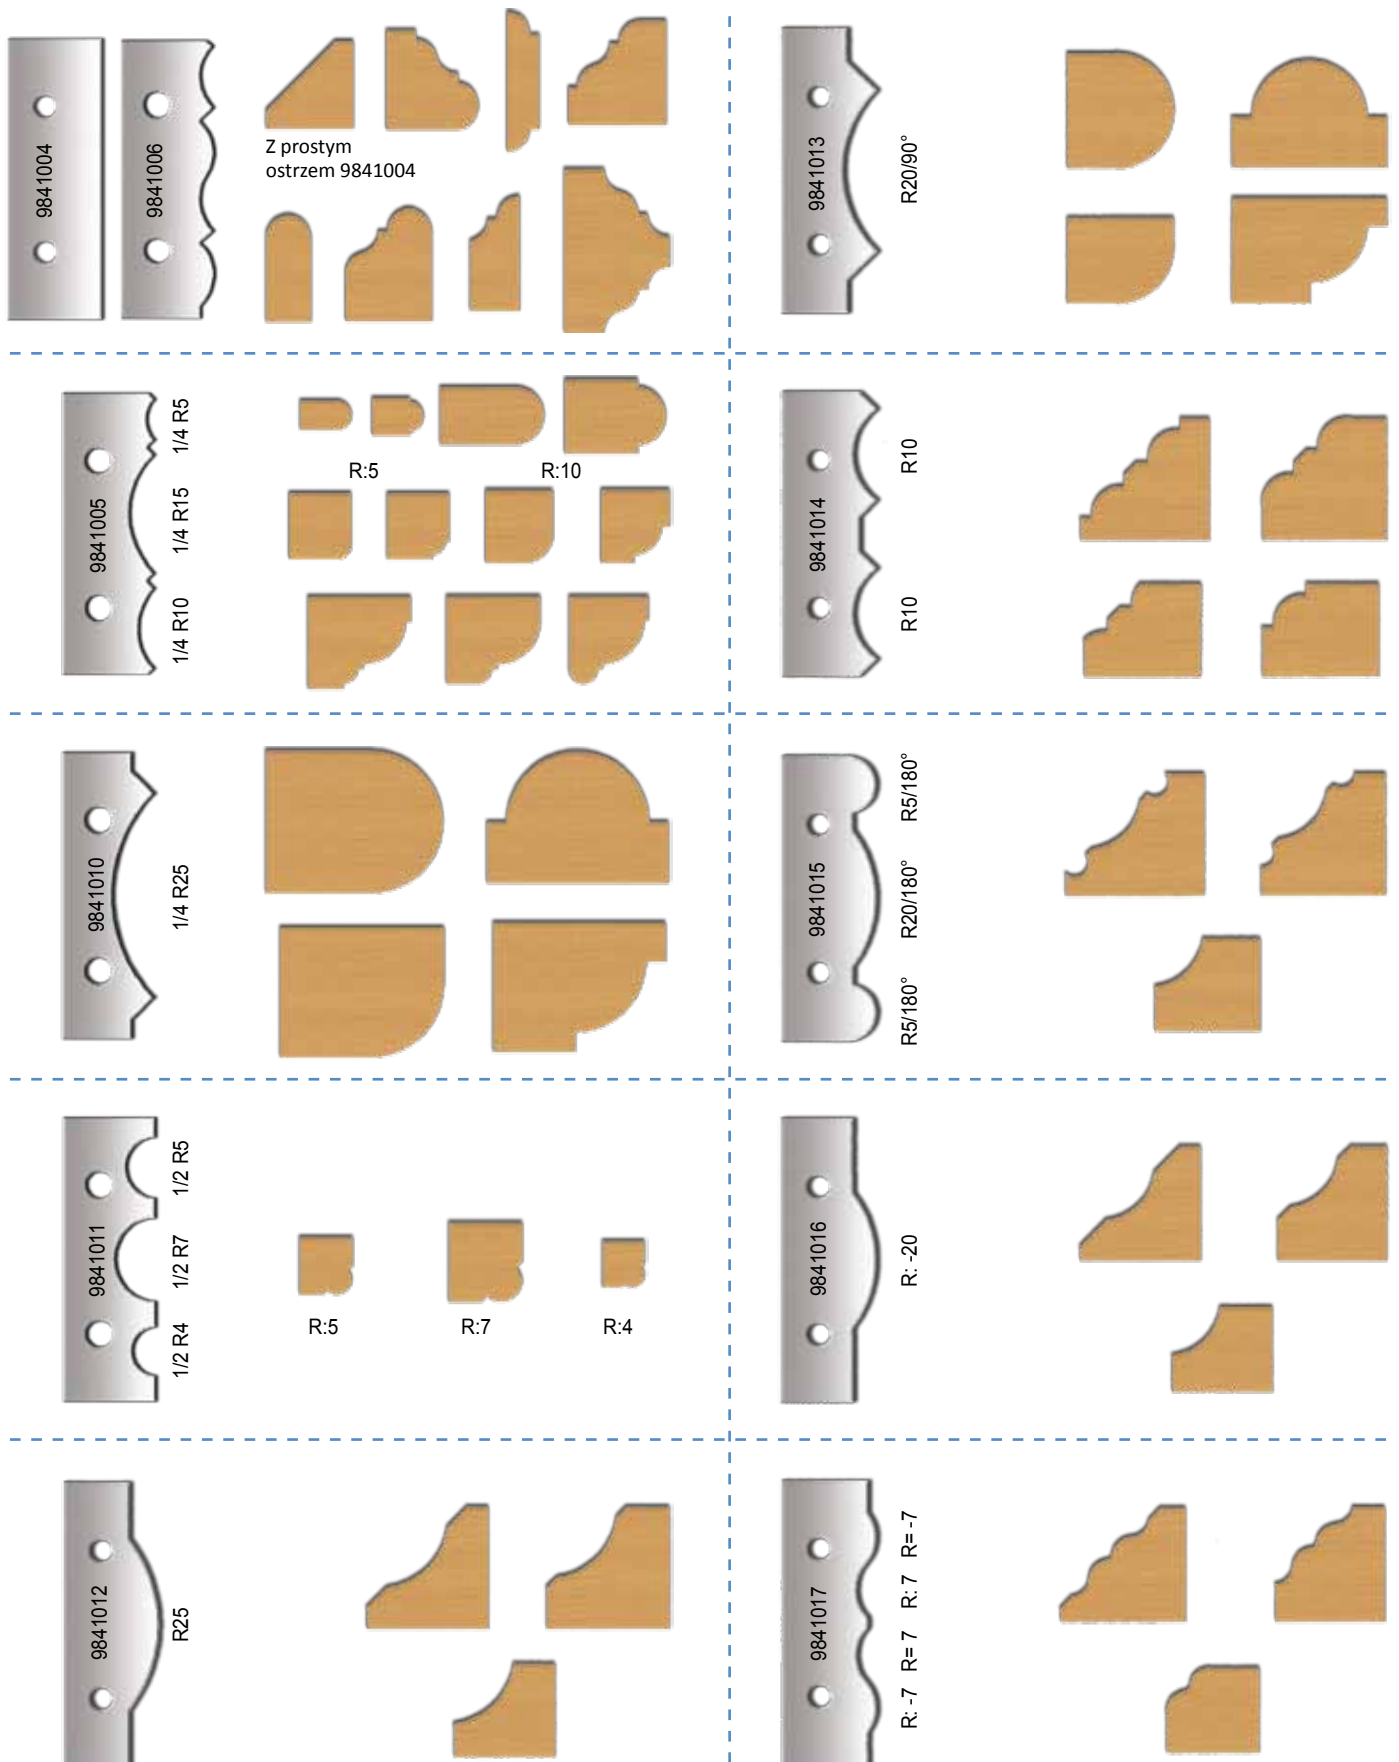 9841004
9841006
Z prostym
ostrzem 9841004
9841013
R20/90°
9841005
1/4 R5
1/4 R15
1/4 R10
R:5
R:10
9841014
R10
R10
9841010
1/4 R25
9841015
R5/180°
R20/180°
R5/180°
9841011
1/2 R5
1/2 R7
1/2 R4
R:5
R:7
R:4
9841016
R: -20
9841012
R25
9841017
R: -7 R= 7 R: 7 R= -7